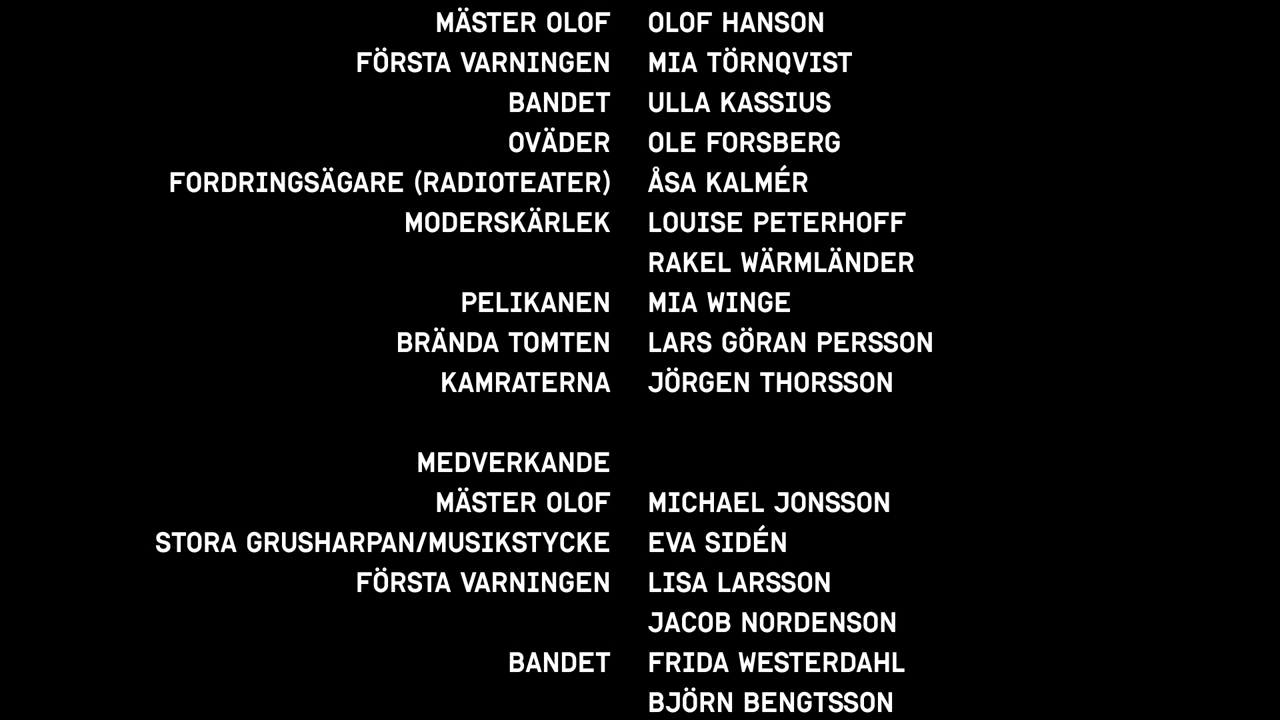 MÄSTER OLOF OLOF HANSON
FÖRSTA VARNINGEN MIA TÖRNQVIST
BANDET ULLA KASSIUS
OVÄDER OLE FORSBERG
FORDRINGSÄGARE (RADIOTEATER) ÅSA KALMÉR
MODERSKÄRLEK LOUISE PETERHOFF
RAKEL WÄRMLÄNDER
PELIKANEN MIA WINGE
BRÄNDA TOMTEN LARS GÖRAN PERSSON
KAMRATERNA JÖRGEN THORSSON
MEDVERKANDE
MÄSTER OLOF MICHAEL JONSSON
STORA GRUSHARPAN/MUSIKSTYCKE EVA SIDÉN
FÖRSTA VARNINGEN LISA LARSSON
JACOB NORDENSON
BANDET FRIDA WESTERDAHL
BJÖRN BENGTSSON